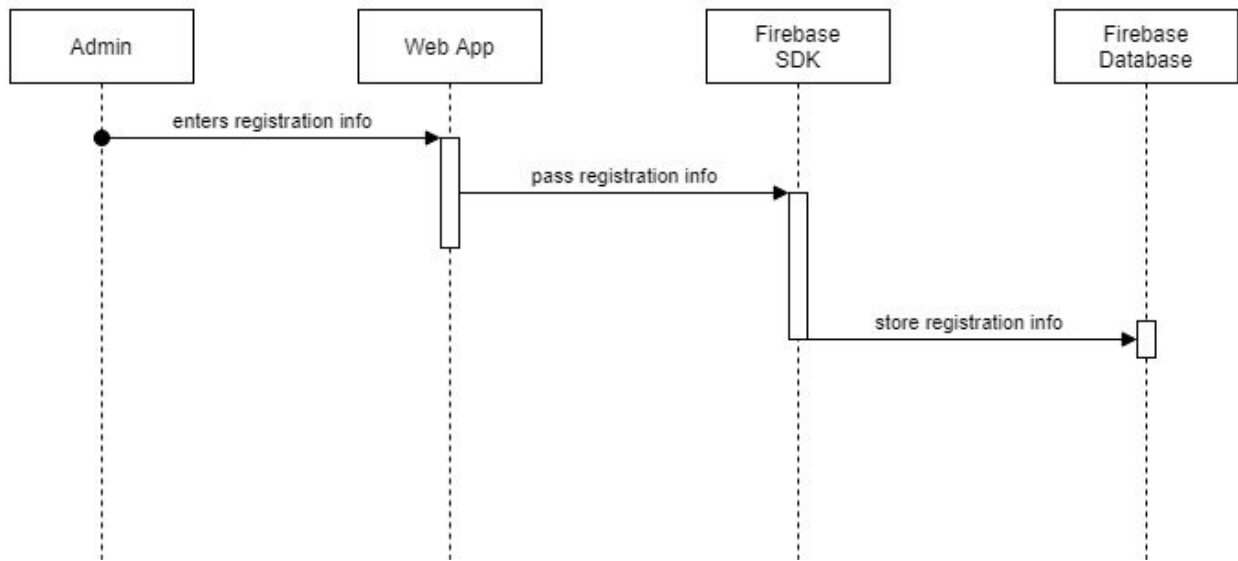 Admin
Web App
Firebase
SDK
Firebase
Database
enters registration info
pass registration info
store registration info